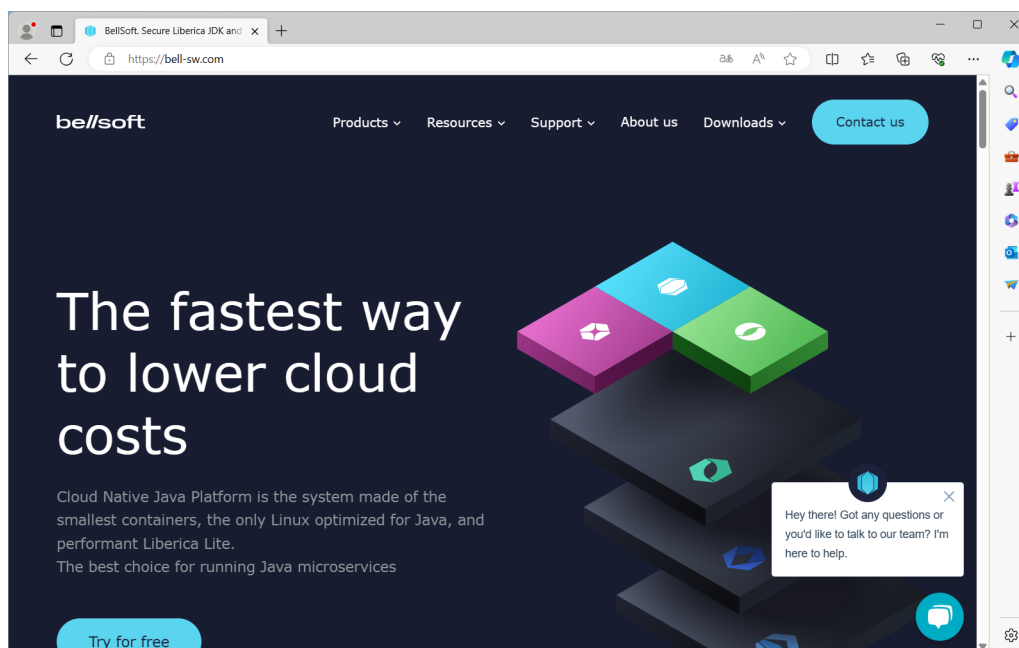 BellSoft. Secure Liberica JDK and
https://bell-sw.com
bellsoft
Products
Resources
Support
About us
Downloads
Contact us
The fastest way
to lower cloud
costs
Cloud Native Java Platform is the system made of the
smallest containers, the only Linux optimized for Java, and
performant Liberica Lite.
The best choice for running Java microservices
Try for free
Hey there! Got any questions or
you'd like to talk to our team? I'm
here to help.